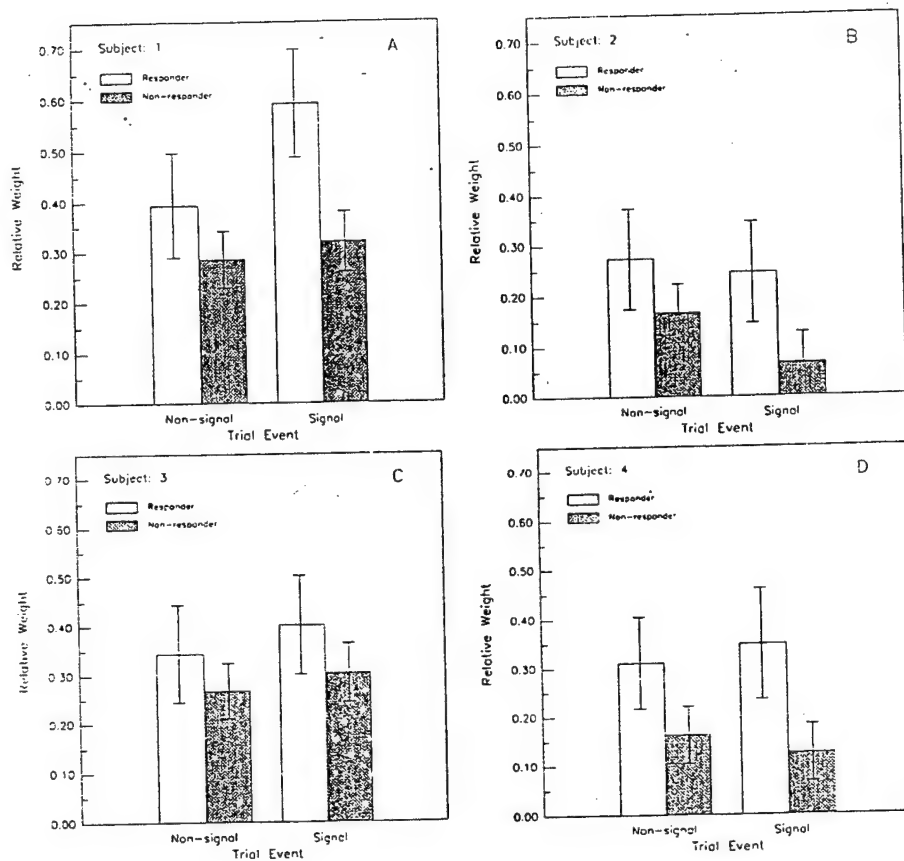 Subject: 1
A
Responder
Non-responder
0.70
0.60
0.50
0.40
0.30
0.20
0.10
0.00
Relative Weight
Non-signal
Signal
Trial Event
Subject: 2
B
Responder
Non-responder
0.70
0.60
0.50
0.40
0.30
0.20
0.10
0.00
Relative Weight
Non-signal
Signal
Trial Event
Subject: 3
C
Responder
Non-responder
0.70
0.60
0.50
0.40
0.30
0.20
0.10
0.00
Relative Weight
Non-signal
Signal
Trial Event
Subject: 4
D
Responder
Non-responder
0.70
0.60
0.50
0.40
0.30
0.20
0.10
0.00
Relative Weight
Non-signal
Signal
Trial Event